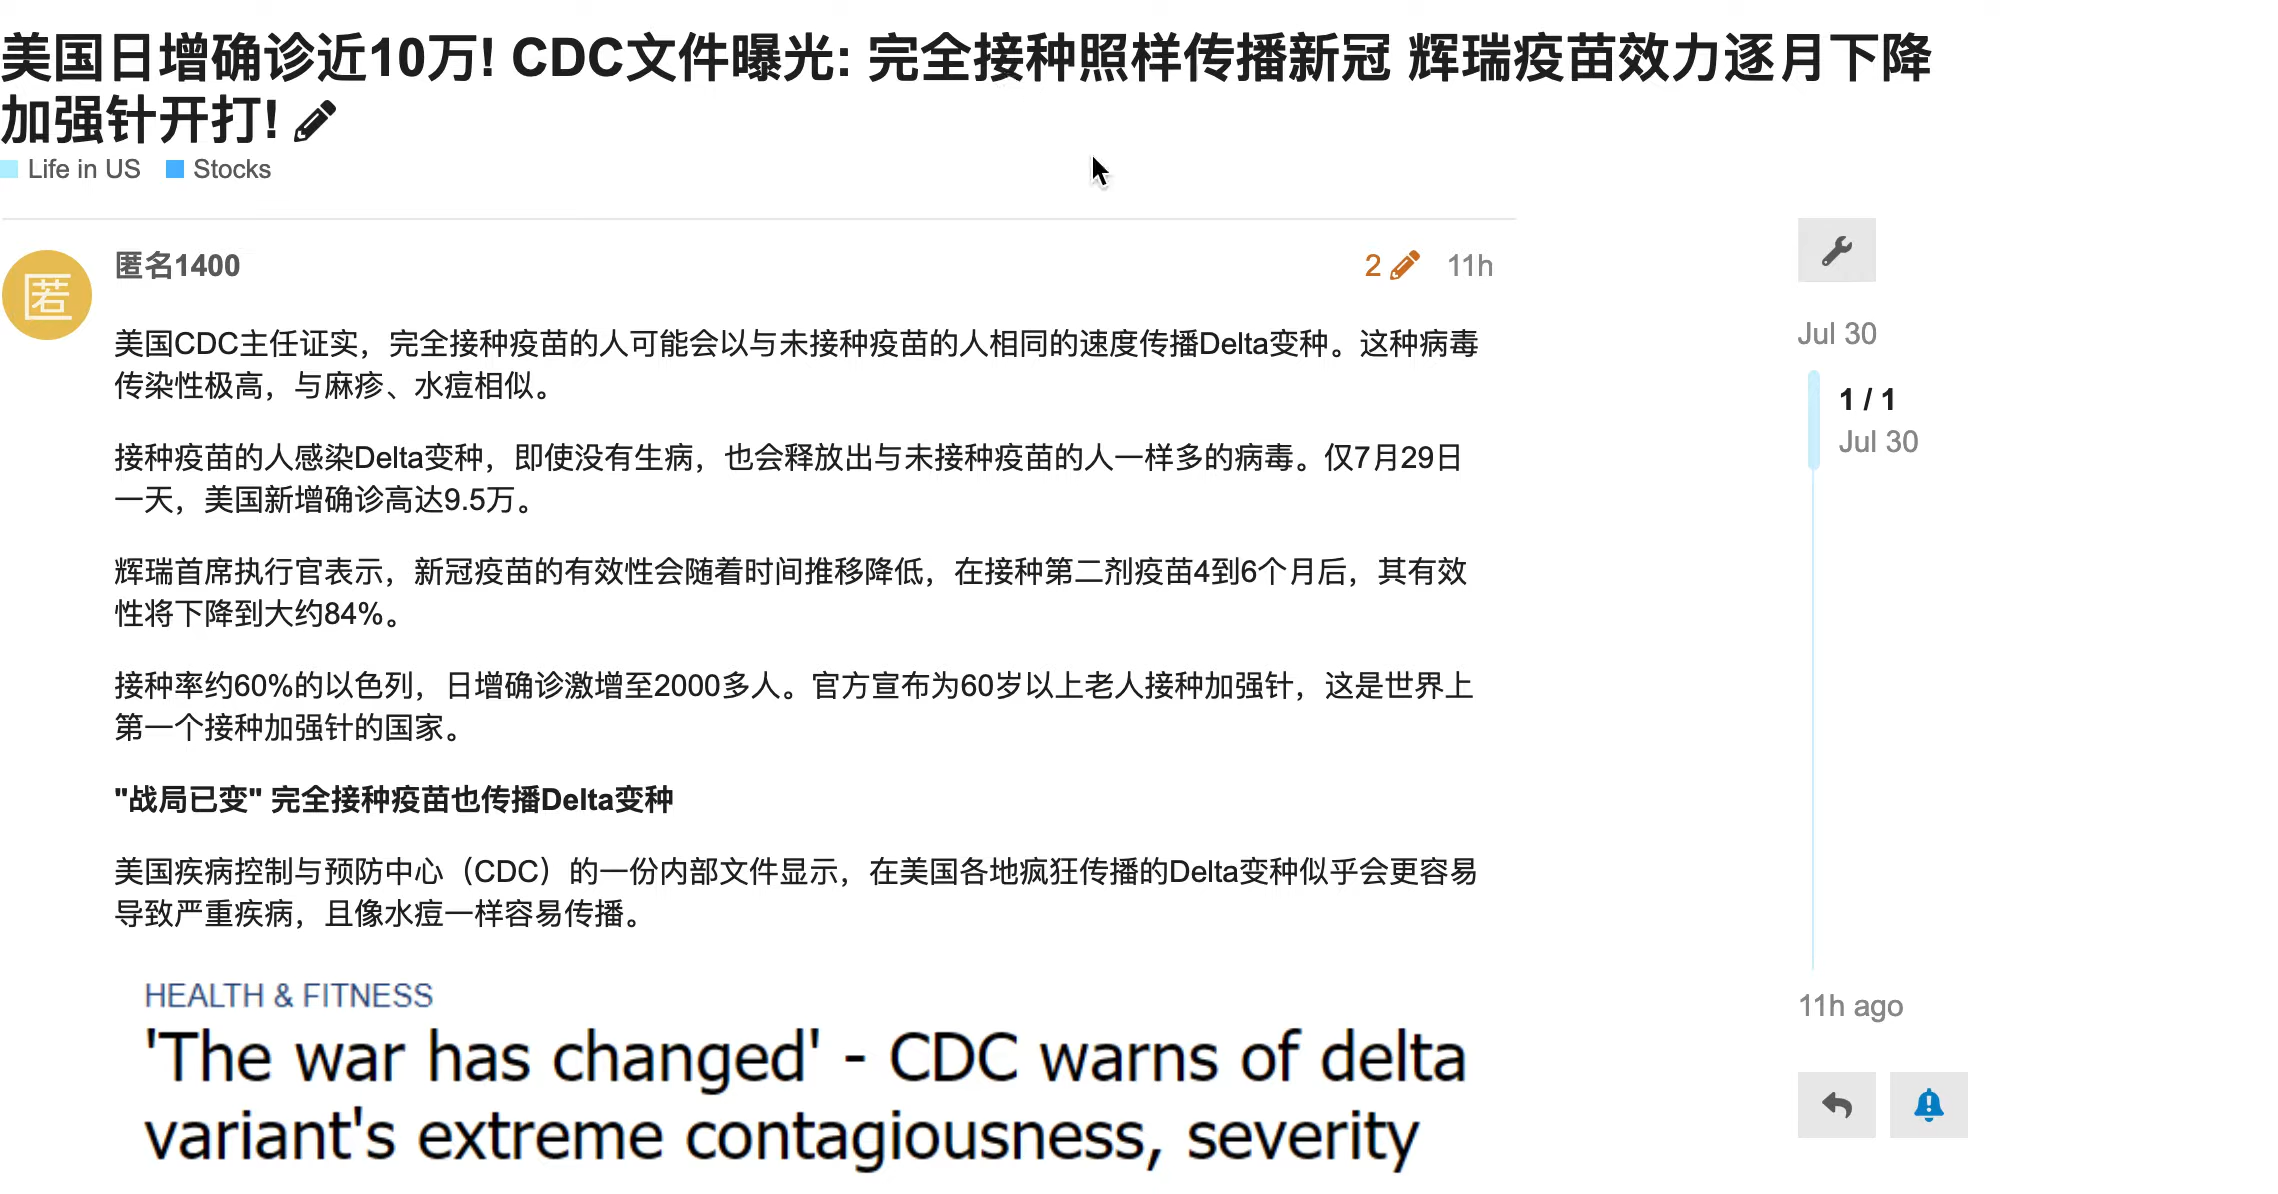 美国日增确诊近10万! CDC文件曝光: 完全接种照样传播新冠 辉瑞疫苗效力逐月下降
加强针开打!
Life in US Stocks
匿
匿名1400
2 11h
美国CDC主任证实，完全接种疫苗的人可能会以与未接种疫苗的人相同的速度传播Delta变种。这种病毒
传染性极高，与麻疹、水痘相似。
接种疫苗的人感染Delta变种，即使没有生病，也会释放出与未接种疫苗的人一样多的病毒。仅7月29日
一天，美国新增确诊高达9.5万。
辉瑞首席执行官表示，新冠疫苗的有效性会随着时间推移降低，在接种第二剂疫苗4到6个月后，其有效
性将下降到大约84%。
接种率约60%的以色列，日增确诊激增至2000多人。官方宣布为60岁以上老人接种加强针，这是世界上
第一个接种加强针的国家。
"战局已变" 完全接种疫苗也传播Delta变种
美国疾病控制与预防中心（CDC）的一份内部文件显示，在美国各地疯狂传播的Delta变种似乎会更容易
导致严重疾病，且像水痘一样容易传播。
HEALTH & FITNESS
'The war has changed' - CDC warns of delta
variant's extreme contagiousness, severity
Jul 30
1 / 1
Jul 30
11h ago